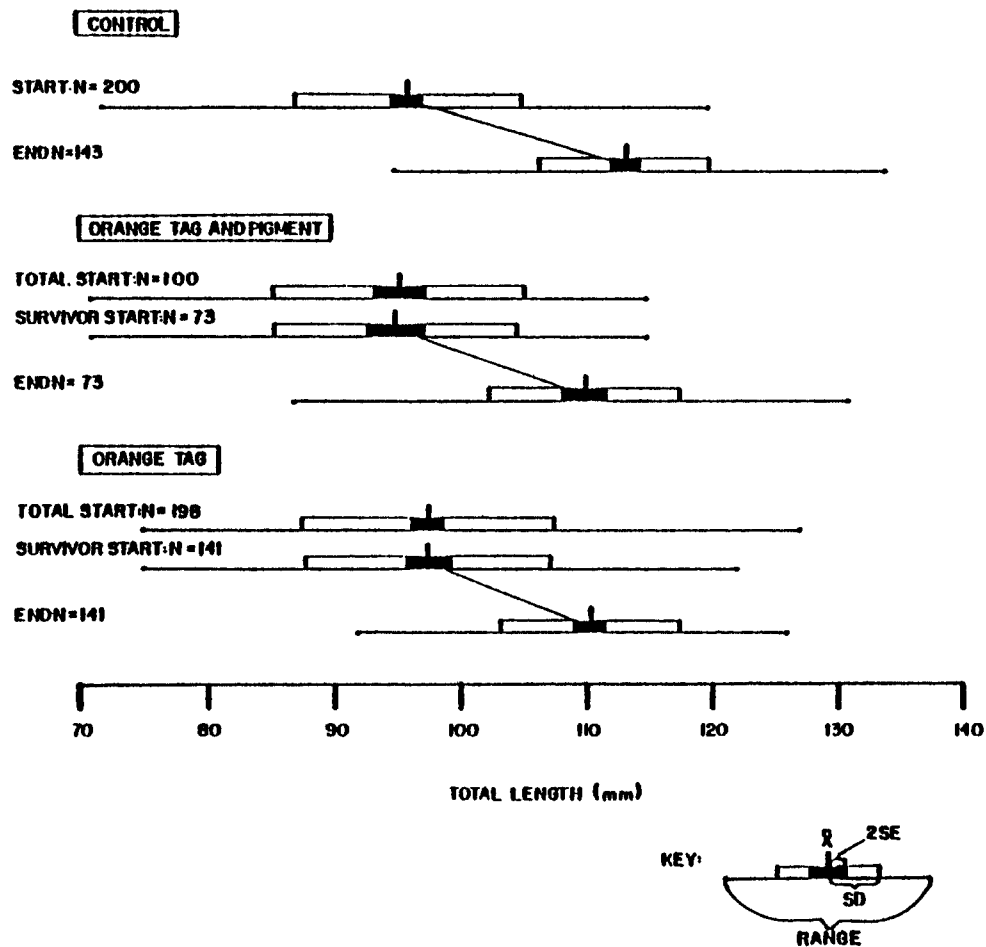 CONTROL
START:N= 200
END N=143
ORANGE TAG AND PIGMENT
TOTAL START:N=100
SURVIVOR START:N= 73
END N= 73
ORANGE TAG
TOTAL START:N= 198
SURVIVOR START:N =141
END N=141
70 80 90 100 110 120 130 140
TOTAL LENGTH (mm)
KEY:
2SE
SD
RANGE